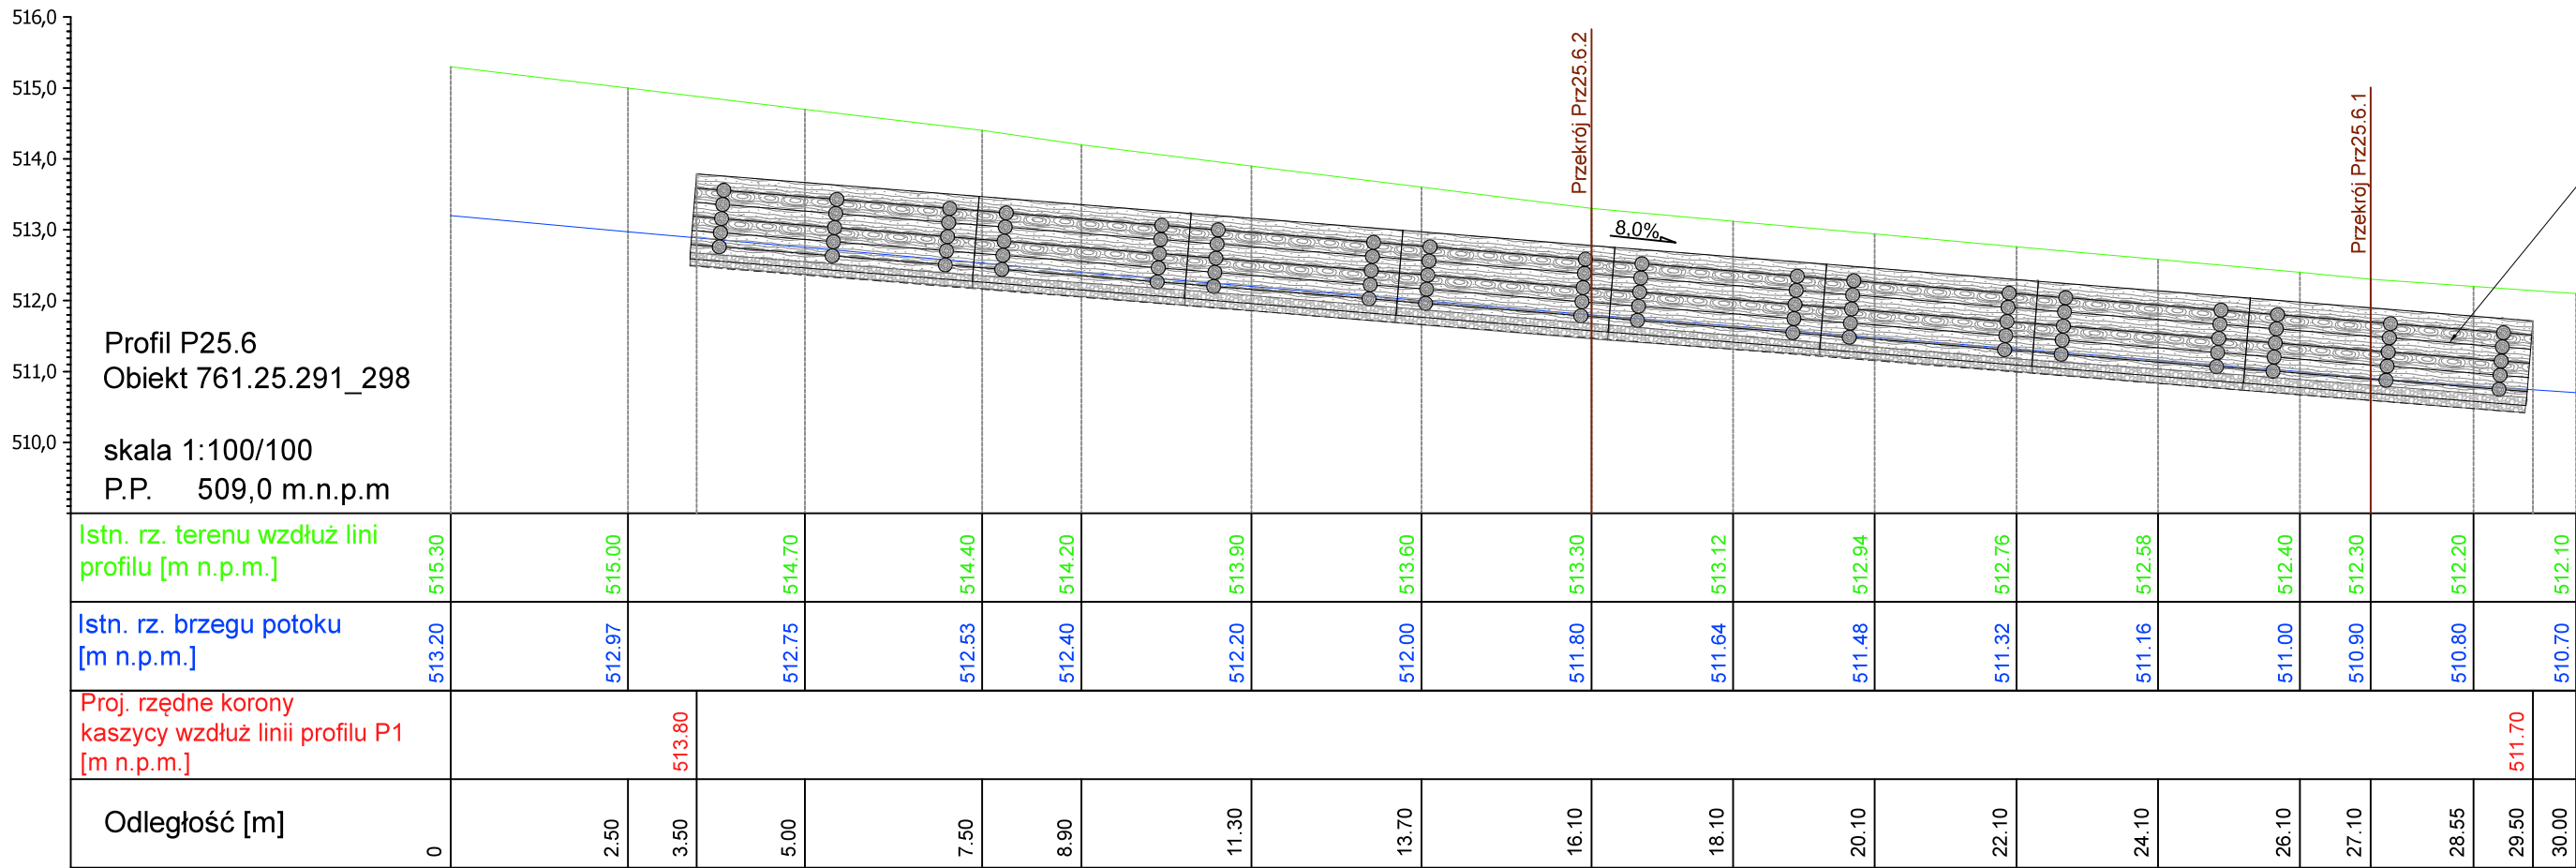 516,0
515,0
514,0
513,0
512,0
511,0
510,0
Przekrój Prz25.6.2
Przekrój Prz25.6.1
8,0%
Profil P25.6
Obiekt 761.25.291_298
skala 1:100/100
P.P. 509,0 m.n.p.m
Istn. rz. terenu wzdłuż lini
profilu [m n.p.m.]
515.30 515.00 514.70 514.40 514.20 513.90 513.60 513.30 513.12 512.94 512.76 512.58 512.40 512.30 512.20 512.10
Istn. rz. brzegu potoku
[m n.p.m.]
513.20 512.97 512.75 512.53 512.40 512.20 512.00 511.80 511.64 511.48 511.32 511.16 511.00 510.90 510.80 510.70
Proj. rzędne korony
kaszycy wzdłuż linii profilu P1
[m n.p.m.]
513.80 511.70
Odległość [m]
0 2.50 3.50 5.00 7.50 8.90 11.30 13.70 16.10 18.10 20.10 22.10 24.10 26.10 27.10 28.55 29.50 30.00